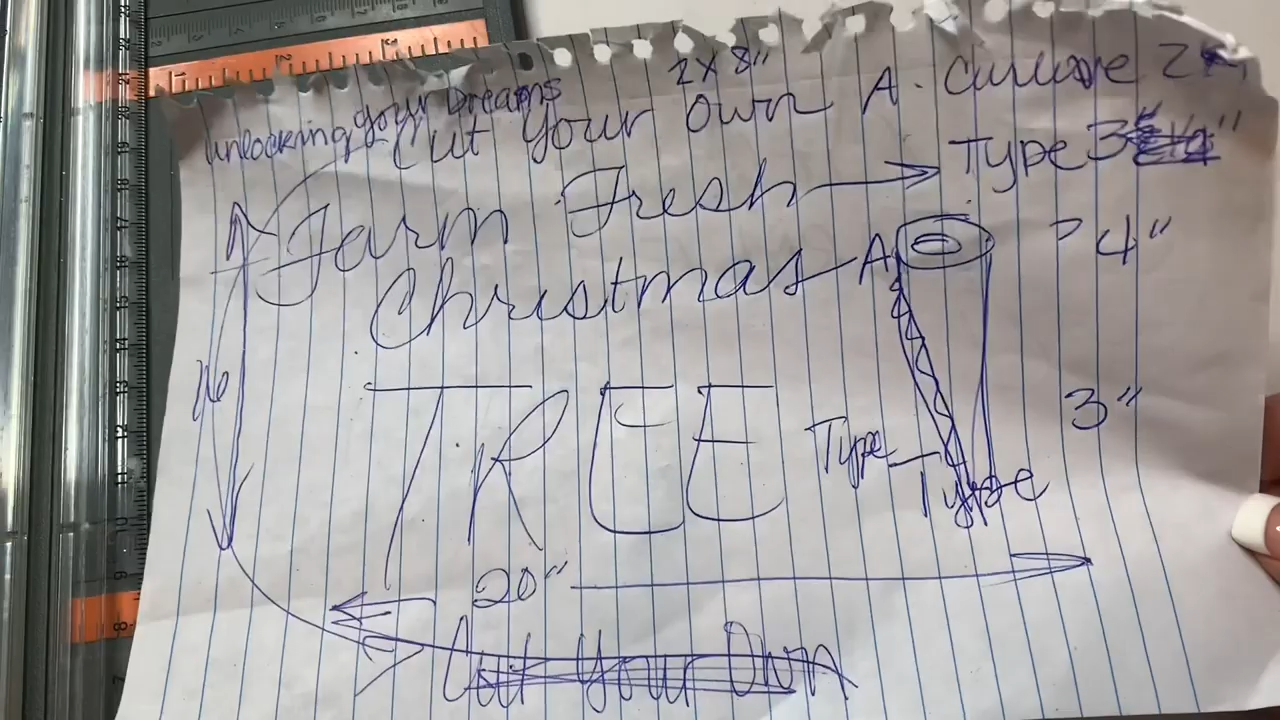 unlocking your Dreams
2 x 8"
Cut Your Own A. Cursive 2
Type 3"
Farm Fresh
Christmas A
4"
16
3"
TREE
Type
Type
20"
Cut Your Own